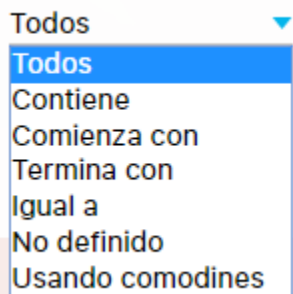 Todos
Todos
Contiene
Comienza con
Termina con
Igual a
No definido
Usando comodines